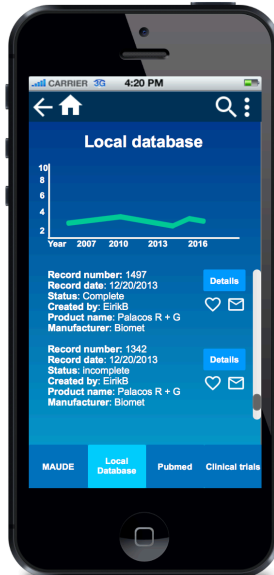 CARRIER 3G 4:20 PM
Local database
10
8
6
4
2
Year 2007 2010 2013 2016
Record number: 1497
Record date: 12/20/2013
Status: Complete
Created by: EirikB
Product name: Palacos R + G
Manufacturer: Biomet
Details
Record number: 1342
Record date: 12/20/2013
Status: incomplete
Created by: EirikB
Product name: Palacos R + G
Manufacturer: Biomet
Details
MAUDE
Local
Database
Pubmed
Clinical trials